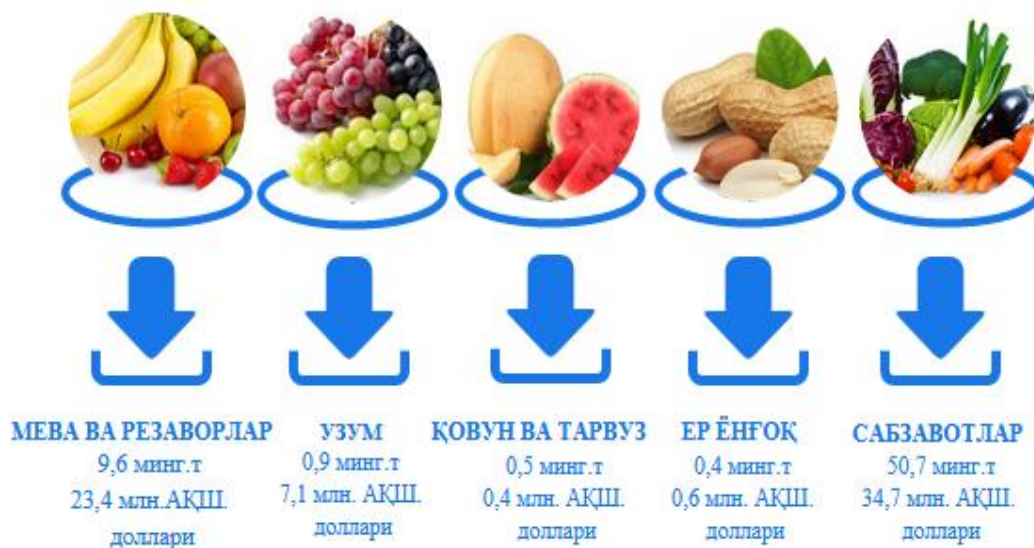 МЕВА ВА РЕЗАВОРЛАР
9,6 минг.т
23,4 млн.АҚШ.
доллари
УЗУМ
0,9 минг.т
7,1 млн. АҚШ.
доллари
ҚОВУН ВА ТАРВУЗ
0,5 минг.т
0,4 млн. АҚШ.
доллари
ЕР ЁНҒОҚ
0,4 минг.т
0,6 млн. АҚШ.
доллари
САБЗАВОТЛАР
50,7 минг.т
34,7 млн. АҚШ.
доллари